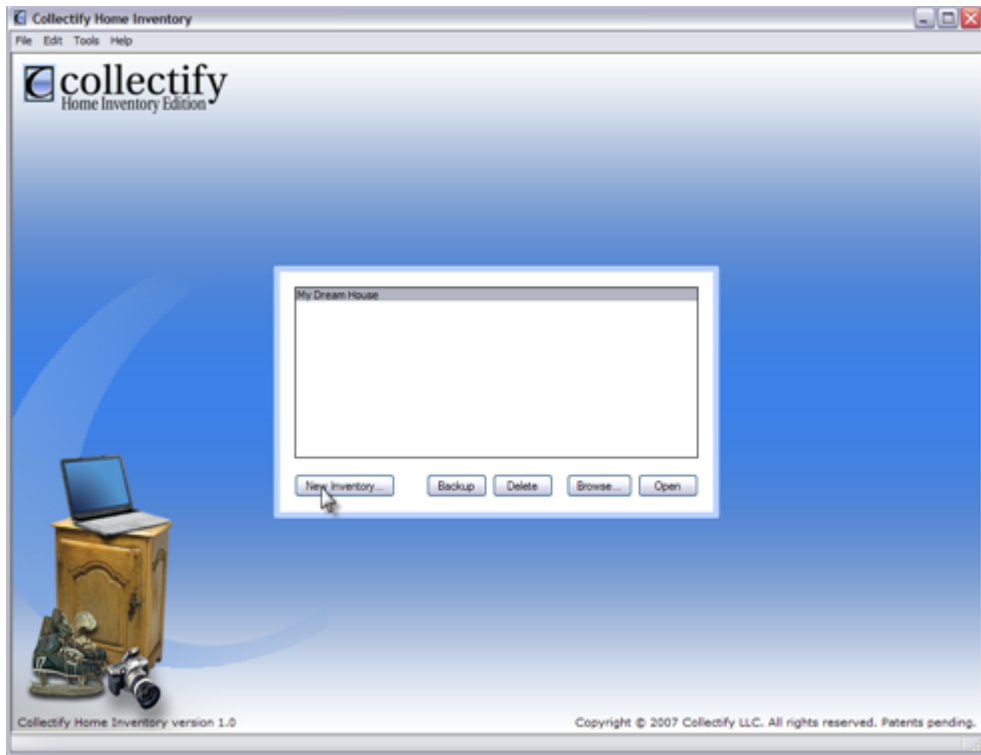 Collectify Home Inventory
File Edit Tools Help
collectify
Home Inventory Edition
My Dream House
New Inventory... Backup Delete Browse... Open
Collectify Home Inventory version 1.0 Copyright © 2007 Collectify LLC. All rights reserved. Patents pending.